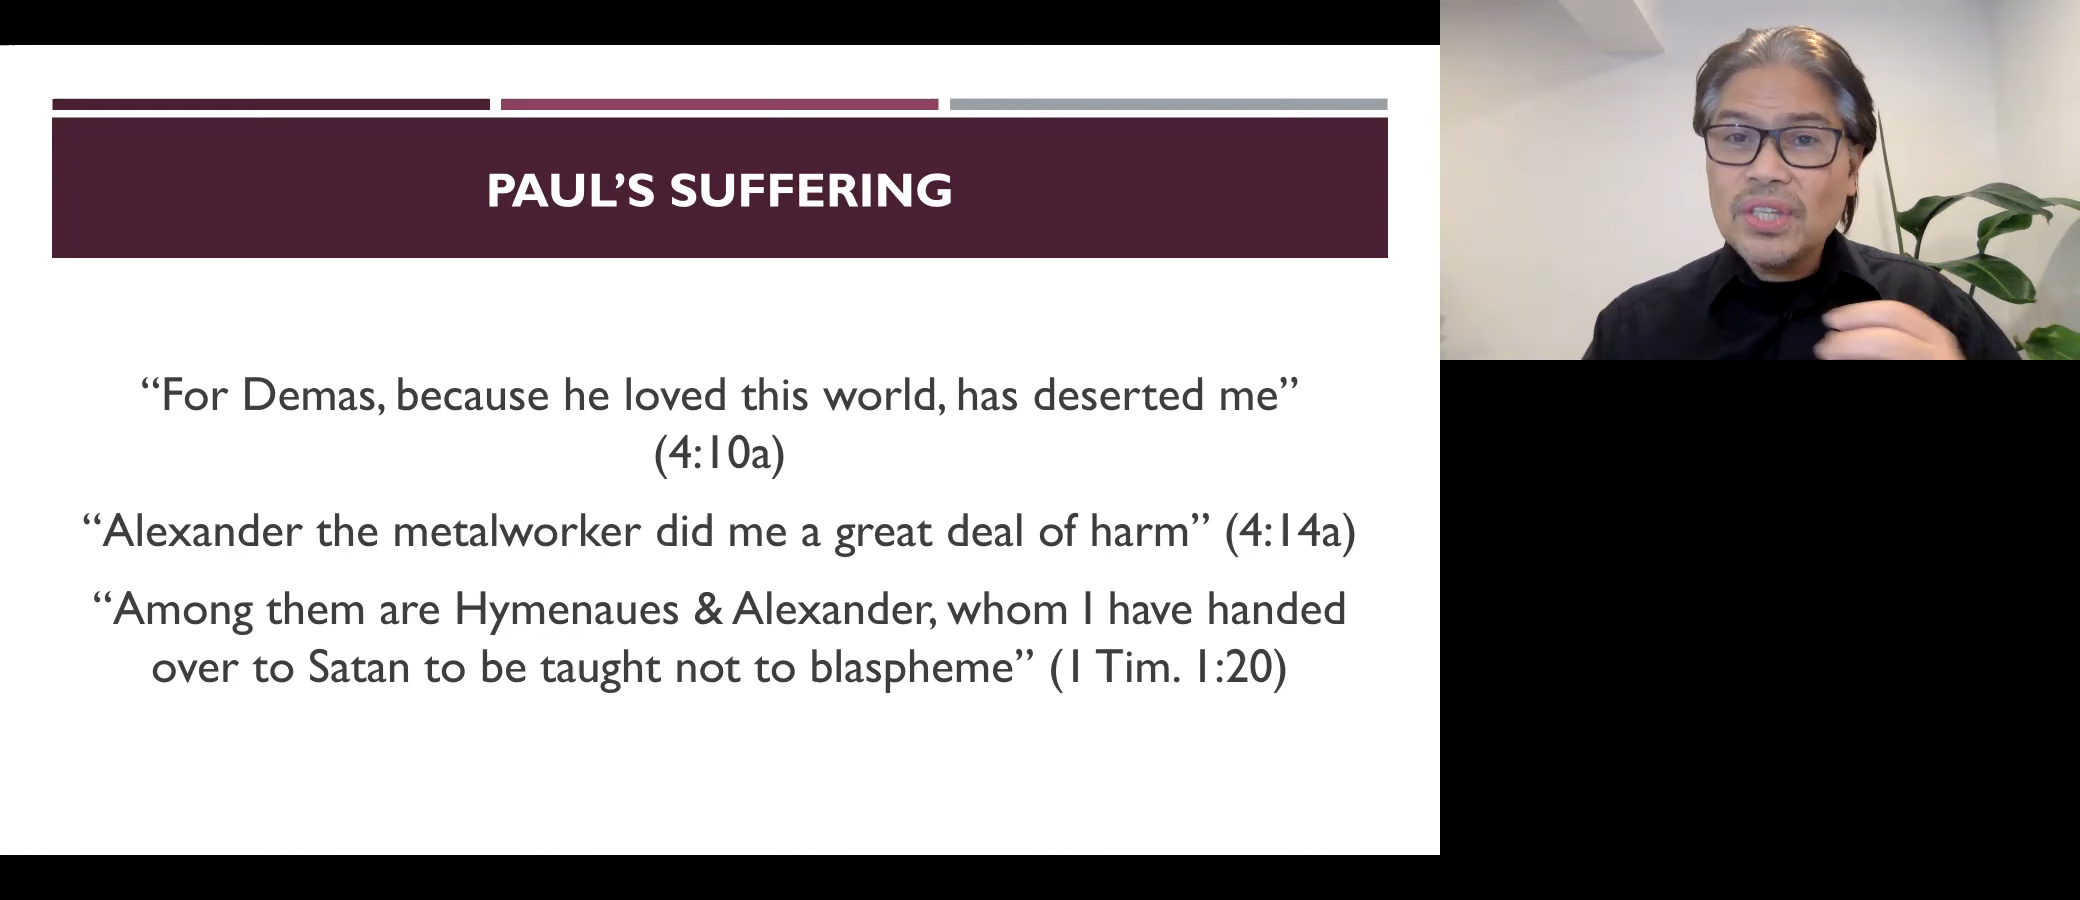 PAUL’S SUFFERING
“For Demas, because he loved this world, has deserted me”
(4:10a)
“Alexander the metalworker did me a great deal of harm” (4:14a)
“Among them are Hymenaues & Alexander, whom I have handed
over to Satan to be taught not to blaspheme” (1 Tim. 1:20)